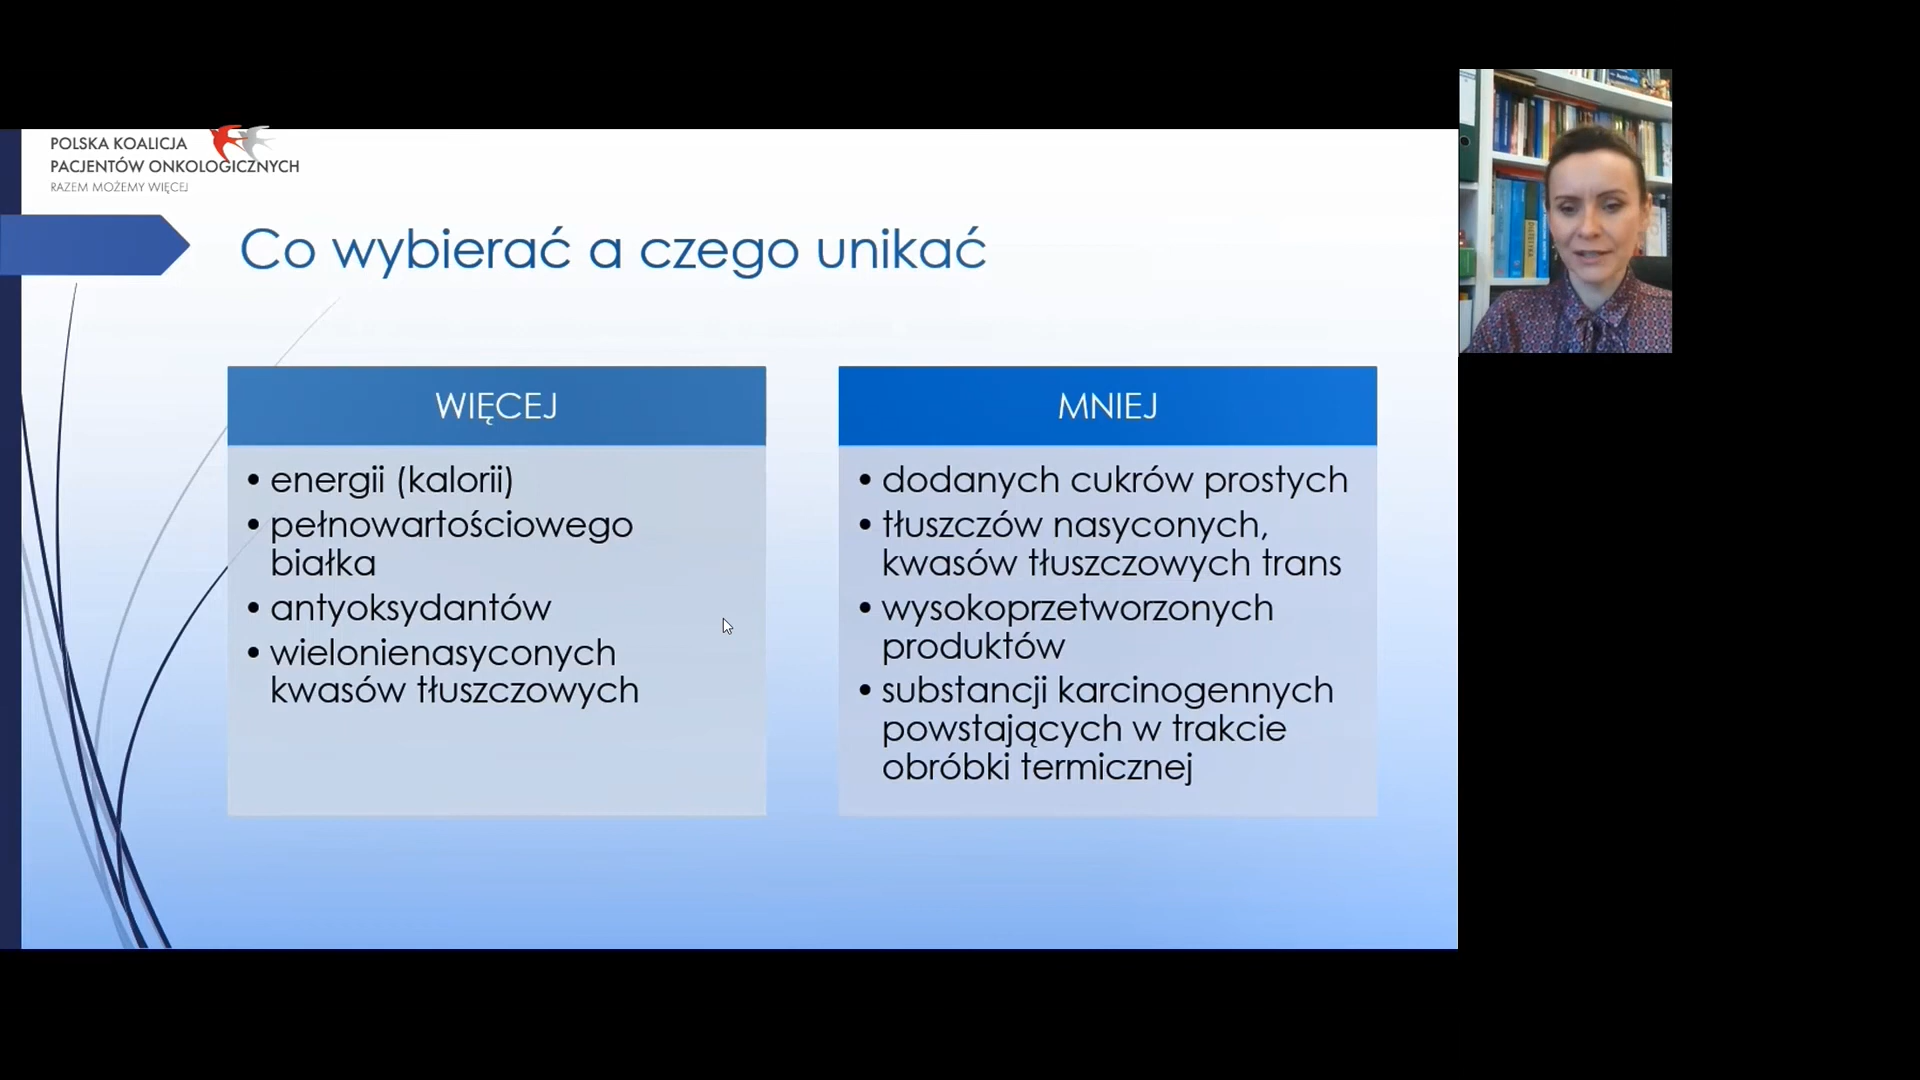 POLSKA KOALICJA
PACJENTÓW ONKOLOGICZNYCH
RAZEM MOŻEMY WIĘCEJ
Co wybierać a czego unikać
WIĘCEJ
• energii (kalorii)
• pełnowartościowego
białka
• antyoksydantów
• wielonienasyconych
kwasów tłuszczowych
MNIEJ
• dodanych cukrów prostych
• tłuszczów nasyconych,
kwasów tłuszczowych trans
• wysokoprzetworzonych
produktów
• substancji karcinogennych
powstających w trakcie
obróbki termicznej
Australia